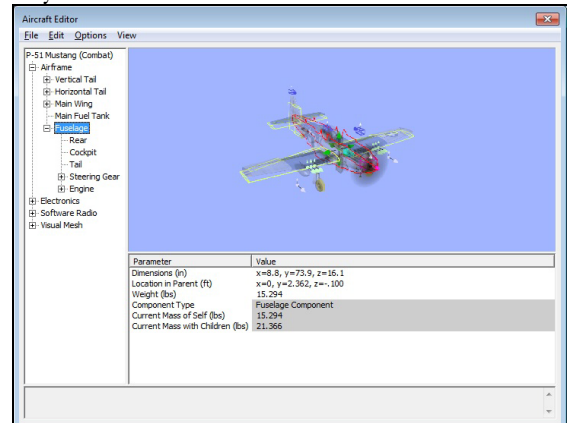 Aircraft Editor
File Edit Options View
P-51 Mustang (Combat)
Airframe
Vertical Tail
Horizontal Tail
Main Wing
Main Fuel Tank
Fuselage
Rear
Cockpit
Tail
Steering Gear
Engine
Electronics
Software Radio
Visual Mesh
Parameter Value
Dimensions (in) x=8.8, y=73.9, z=16.1
Location in Parent (ft) x=0, y=2.362, z=-.100
Weight (lbs) 15.294
Component Type Fuselage Component
Current Mass of Self (lbs) 15.294
Current Mass with Children (lbs) 21.366